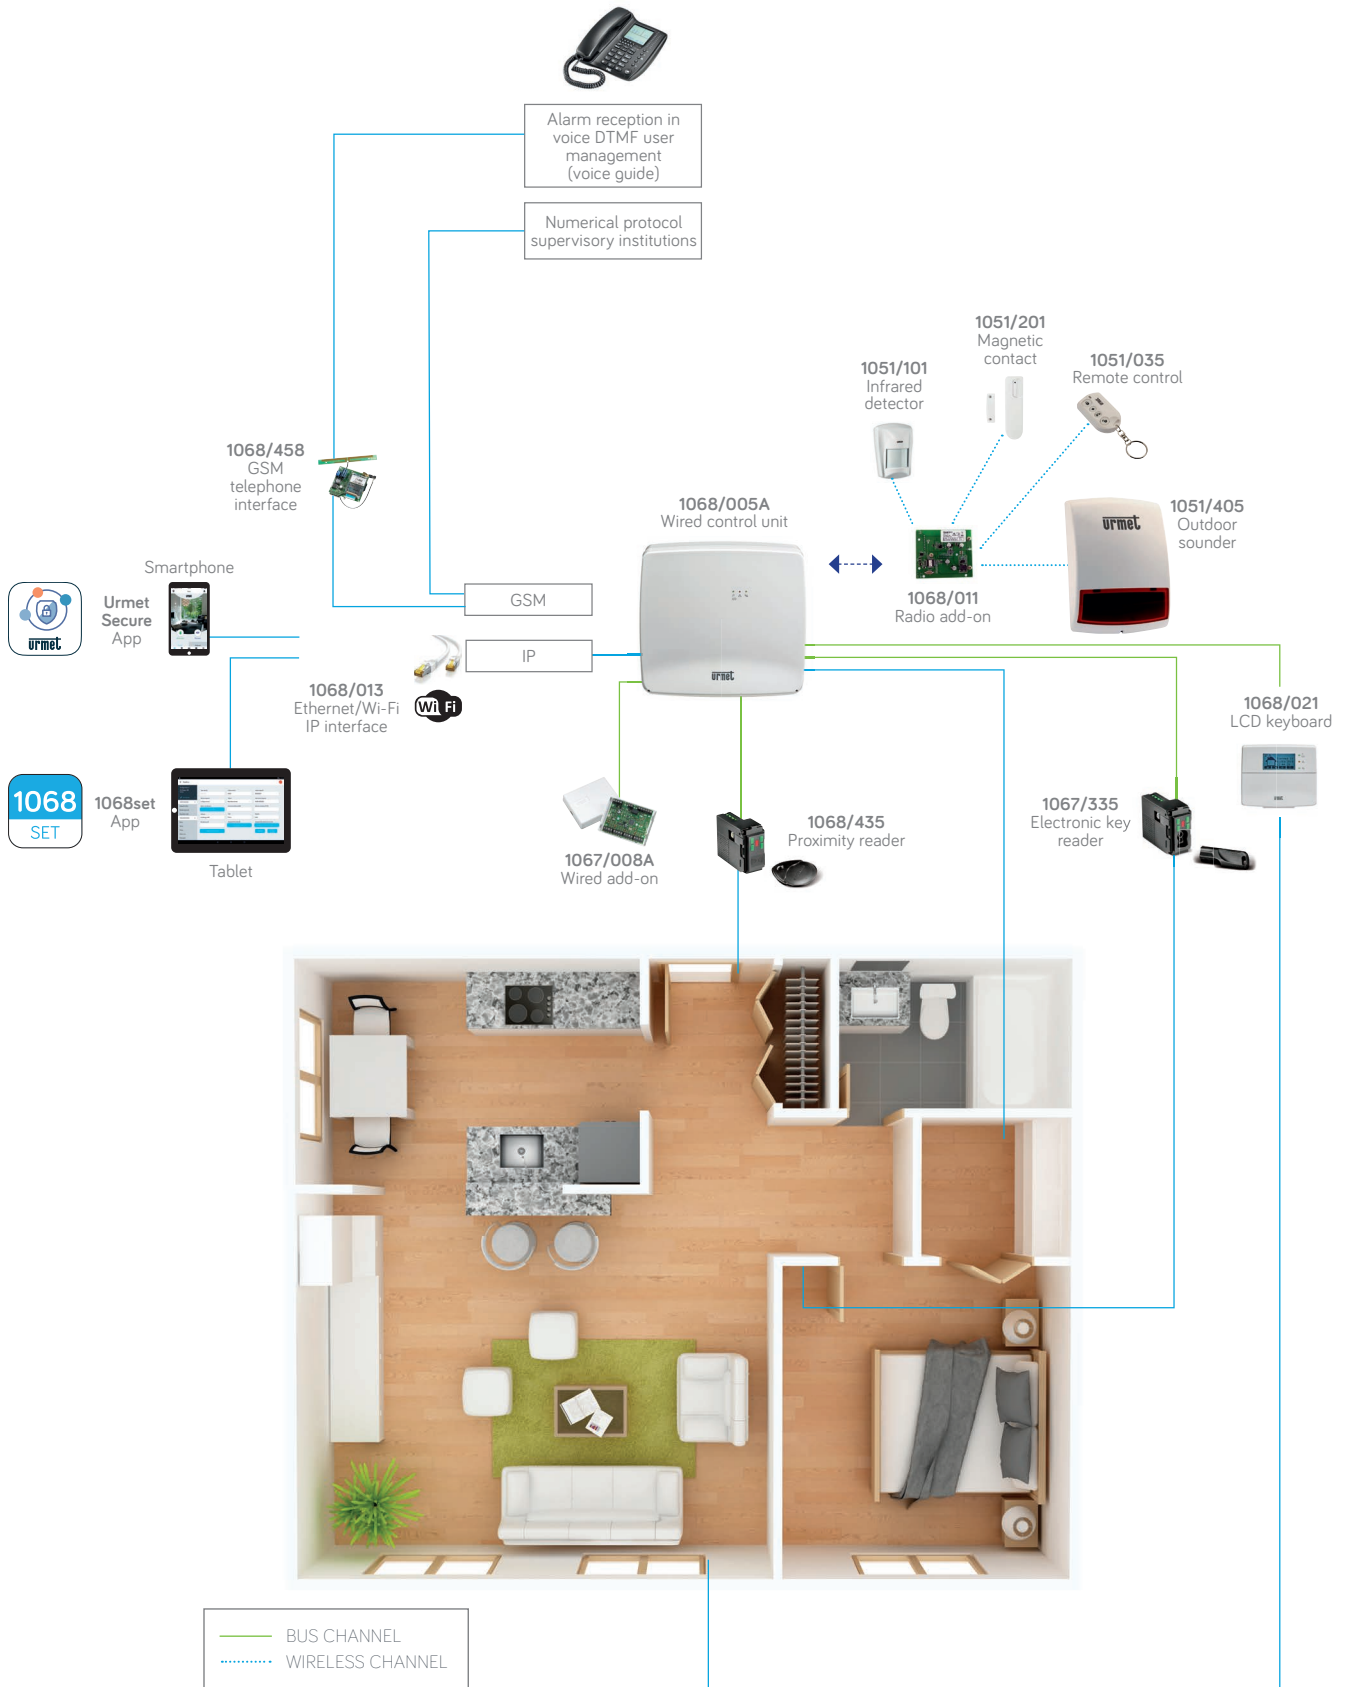 Alarm reception in
voice DTMF user
management
(voice guide)
Numerical protocol
supervisory institutions
1051/201
Magnetic
contact
1051/035
Remote control
1051/101
Infrared
detector
1068/458
GSM
telephone
interface
1068/005A
Wired control unit
1051/405
Outdoor
sounder
urmet
1068/011
Radio add-on
Smartphone
Urmet
Secure
App
urmet
GSM
IP
urmet
1068/013
Ethernet/Wi-Fi
IP interface
Wi Fi
1068/021
LCD keyboard
1068
SET
1068set
App
Tablet
1067/008A
Wired add-on
1068/435
Proximity reader
1067/335
Electronic key
reader
BUS CHANNEL
WIRELESS CHANNEL